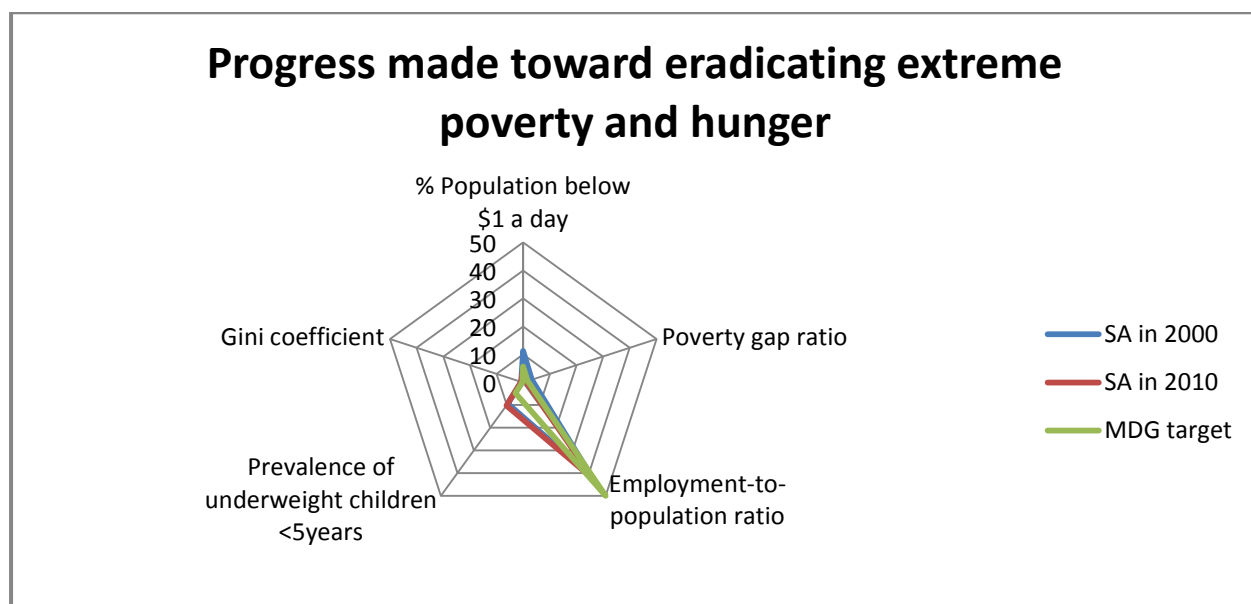 Progress made toward eradicating extreme
poverty and hunger
% Population below
$1 a day
50
40
30
20
10
0
Gini coefficient
Poverty gap ratio
Prevalence of
underweight children
<5years
Employment-to-
population ratio
SA in 2000
SA in 2010
MDG target